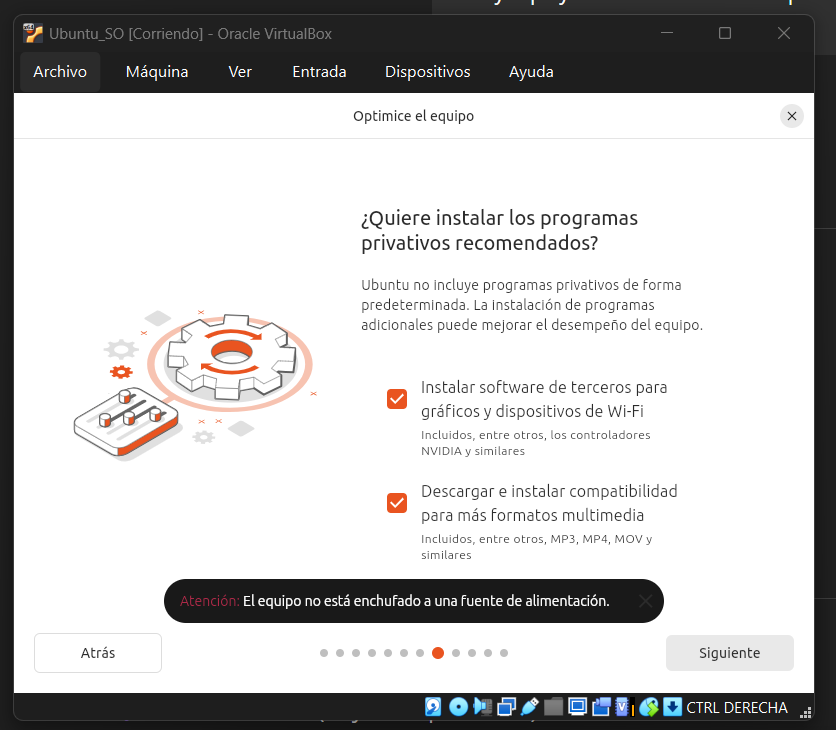 Ubuntu_SO [Corriendo] - Oracle VirtualBox
Archivo Máquina Ver Entrada Dispositivos Ayuda
Optimice el equipo
¿Quiere instalar los programas
privativos recomendados?
Ubuntu no incluye programas privativos de forma
predeterminada. La instalación de programas
adicionales puede mejorar el desempeño del equipo.
Instalar software de terceros para
gráficos y dispositivos de Wi-Fi
Incluidos, entre otros, los controladores
NVIDIA y similares
Descargar e instalar compatibilidad
para más formatos multimedia
Incluidos, entre otros, MP3, MP4, MOV y
similares
Atención: El equipo no está enchufado a una fuente de alimentación.
Atrás
Siguiente
CTRL DERECHA